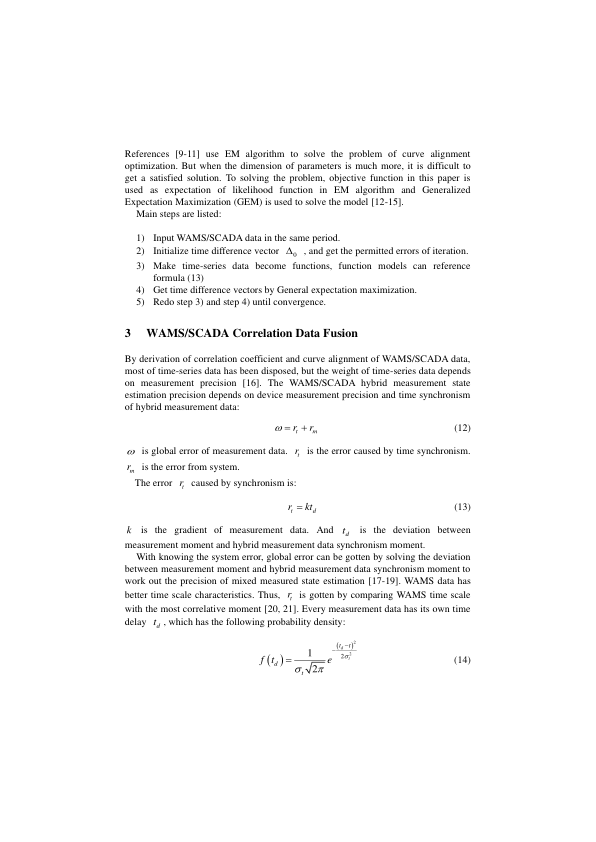 References [9-11] use EM algorithm to solve the problem of curve alignment
optimization. But when the dimension of parameters is much more, it is difficult to
get a satisfied solution. To solving the problem, objective function in this paper is
used as expectation of likelihood function in EM algorithm and Generalized
Expectation Maximization (GEM) is used to solve the model [12-15].
Main steps are listed:
1) Input WAMS/SCADA data in the same period.
2) Initialize time difference vector Δ₀ , and get the permitted errors of iteration.
3) Make time-series data become functions, function models can reference
formula (13)
4) Get time difference vectors by General expectation maximization.
5) Redo step 3) and step 4) until convergence.
3 WAMS/SCADA Correlation Data Fusion
By derivation of correlation coefficient and curve alignment of WAMS/SCADA data,
most of time-series data has been disposed, but the weight of time-series data depends
on measurement precision [16]. The WAMS/SCADA hybrid measurement state
estimation precision depends on device measurement precision and time synchronism
of hybrid measurement data:
ω = r_t + r_m (12)
ω is global error of measurement data. r_t is the error caused by time synchronism.
r_m is the error from system.
The error r_t caused by synchronism is:
r_t = kt_d (13)
k is the gradient of measurement data. And t_d is the deviation between
measurement moment and hybrid measurement data synchronism moment.
With knowing the system error, global error can be gotten by solving the deviation
between measurement moment and hybrid measurement data synchronism moment to
work out the precision of mixed measured state estimation [17-19]. WAMS data has
better time scale characteristics. Thus, r_t is gotten by comparing WAMS time scale
with the most correlative moment [20, 21]. Every measurement data has its own time
delay t_d , which has the following probability density:
f(t_d) = \frac{1}{σ_t\sqrt{2π}} e^{-\frac{(t_d-t)^2}{2σ_t^2}} (14)